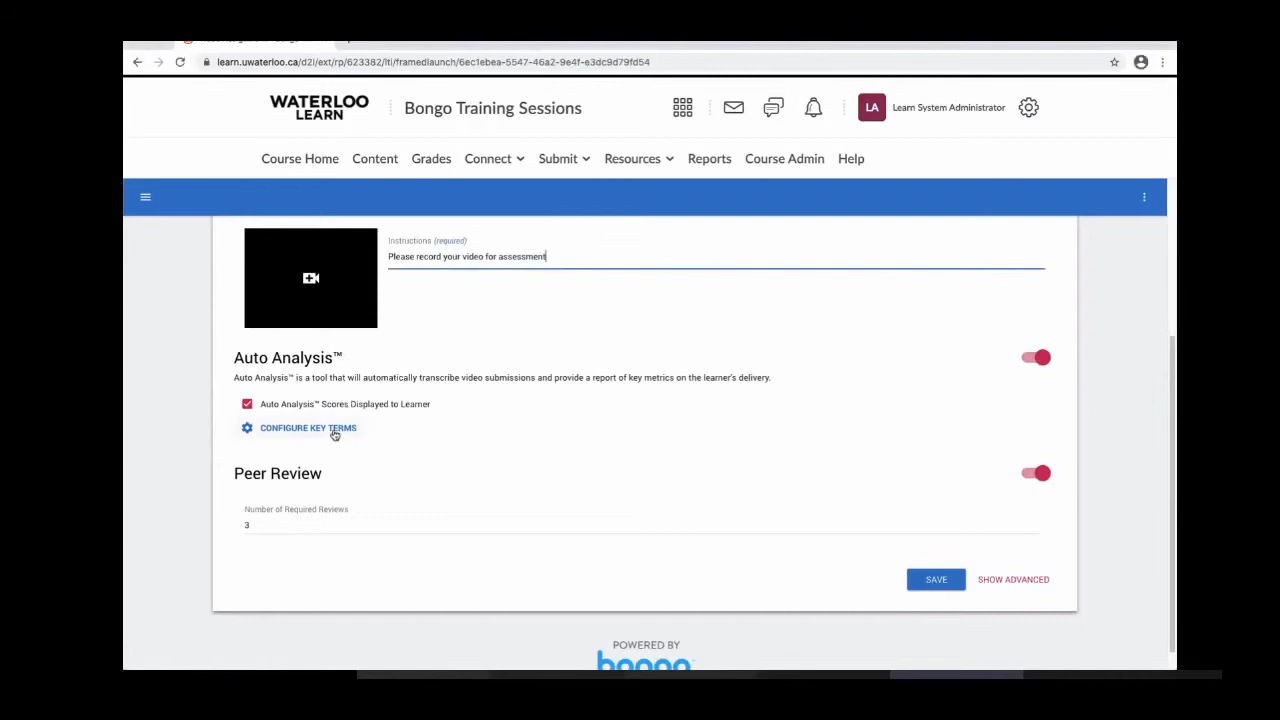 learn.uwaterloo.ca/d2l/ext/rp/623382/lti/framedlaunch/6ec1ebea-5547-46a2-9e4f-e3dc9d79fd54
WATERLOO
LEARN
Bongo Training Sessions
LA
Learn System Administrator
Course Home
Content
Grades
Connect
Submit
Resources
Reports
Course Admin
Help
Instructions (required)
Please record your video for assessment
Auto Analysis™
Auto Analysis™ is a tool that will automatically transcribe video submissions and provide a report of key metrics on the learner's delivery.
Auto Analysis™ Scores Displayed to Learner
CONFIGURE KEY TERMS
Peer Review
Number of Required Reviews
3
SAVE
SHOW ADVANCED
POWERED BY
bongo